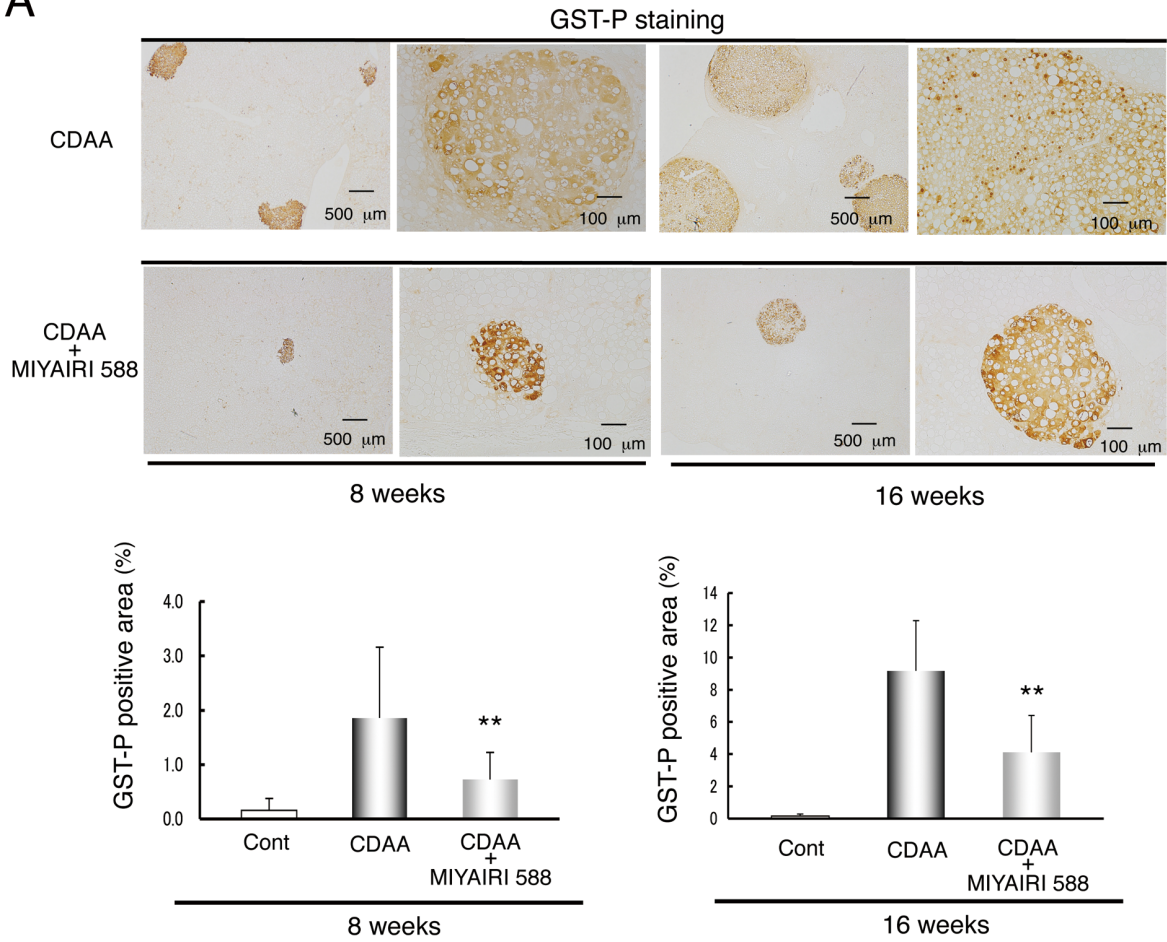 A
GST-P staining
CDAA
500 μm
100 μm
500 μm
100 μm
CDAA
+
MIYAIRI 588
500 μm
100 μm
500 μm
100 μm
8 weeks
16 weeks
GST-P positive area (%)
4.0
3.0
2.0
1.0
0.0
**
Cont
CDAA
CDAA
+
MIYAIRI 588
8 weeks
GST-P positive area (%)
14
12
10
8
6
4
2
0
**
Cont
CDAA
CDAA
+
MIYAIRI 588
16 weeks